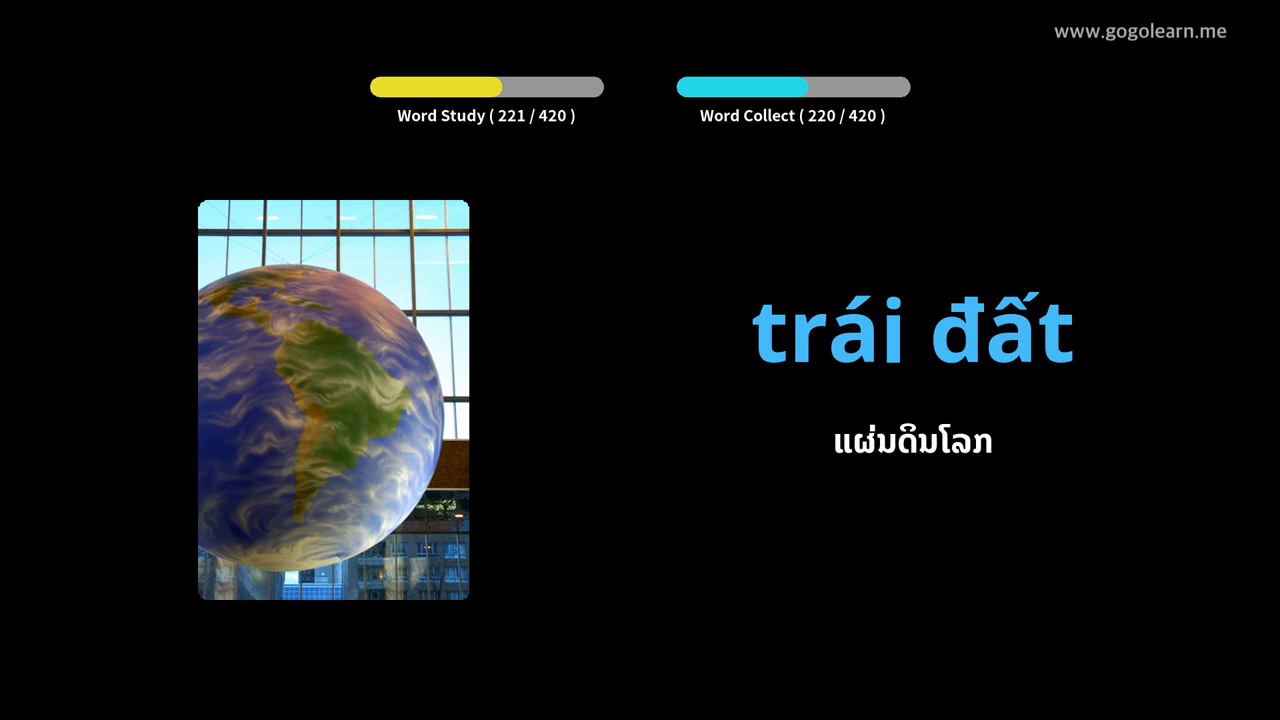 www.gogolearn.me
Word Study ( 221 / 420 )
Word Collect ( 220 / 420 )
trái đất
ແຜ່ນດິນໂລກ